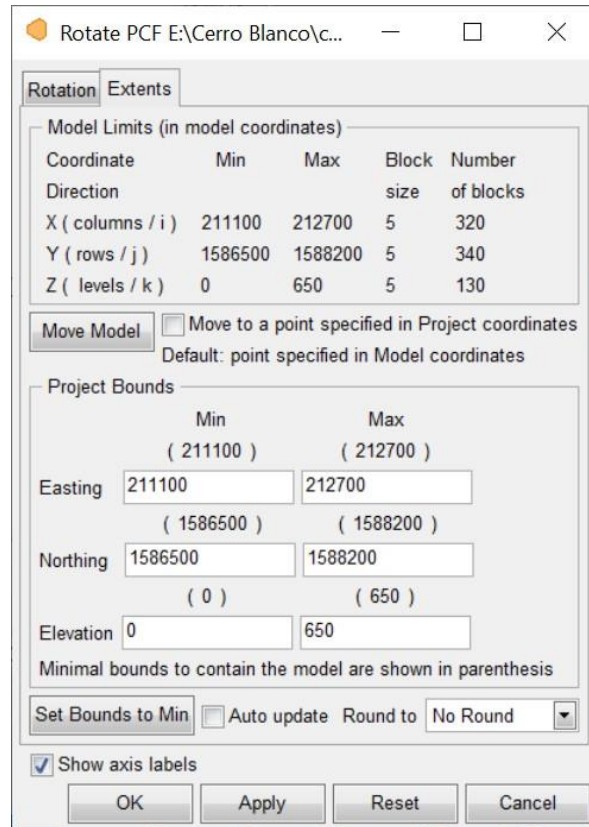 Rotate PCF E:\Cerro Blanco\c...
Rotation Extents
Model Limits (in model coordinates)
Coordinate Min Max Block Number
Direction size of blocks
X ( columns / i ) 211100 212700 5 320
Y ( rows / j ) 1586500 1588200 5 340
Z ( levels / k ) 0 650 5 130
Move Model Move to a point specified in Project coordinates
Default: point specified in Model coordinates
Project Bounds
Min Max
( 211100 ) ( 212700 )
Easting 211100 212700
( 1586500 ) ( 1588200 )
Northing 1586500 1588200
( 0 ) ( 650 )
Elevation 0 650
Minimal bounds to contain the model are shown in parenthesis
Set Bounds to Min Auto update Round to No Round
Show axis labels
OK Apply Reset Cancel